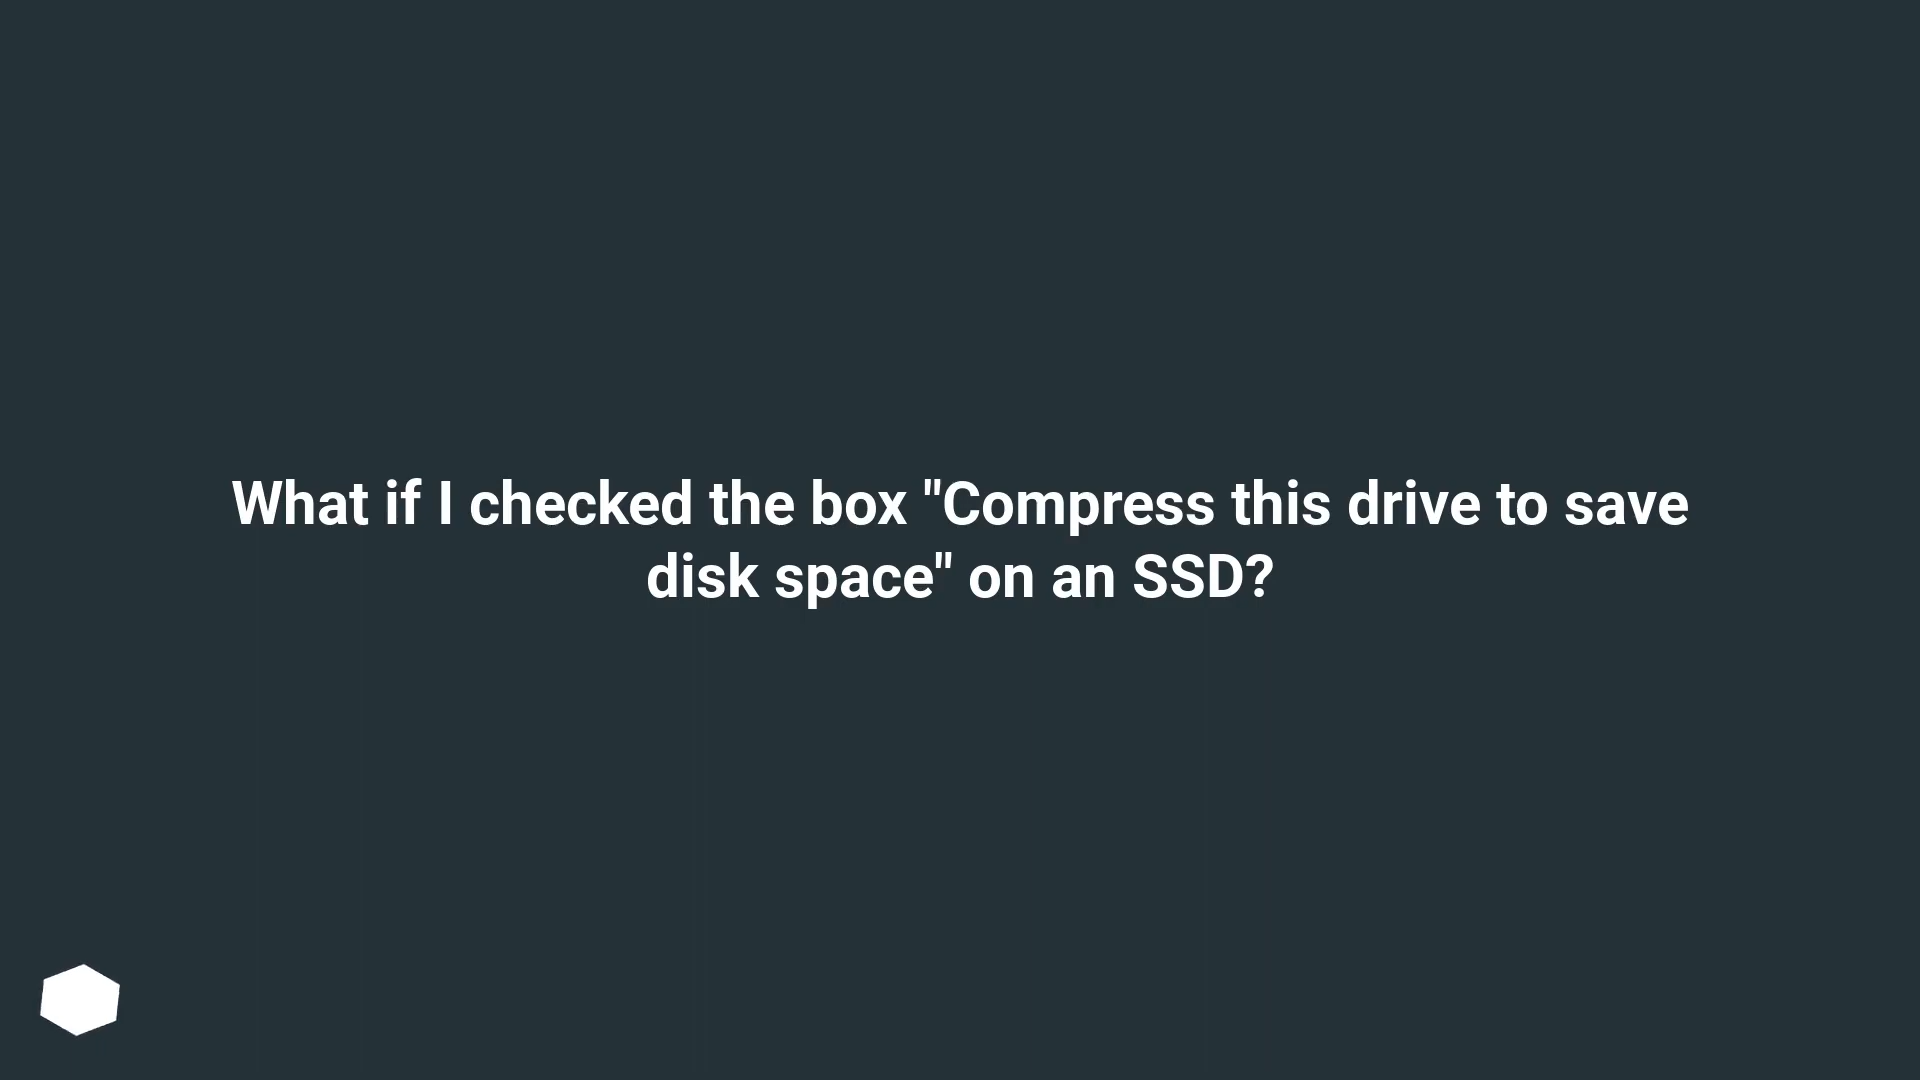 What if I checked the box "Compress this drive to save
disk space" on an SSD?